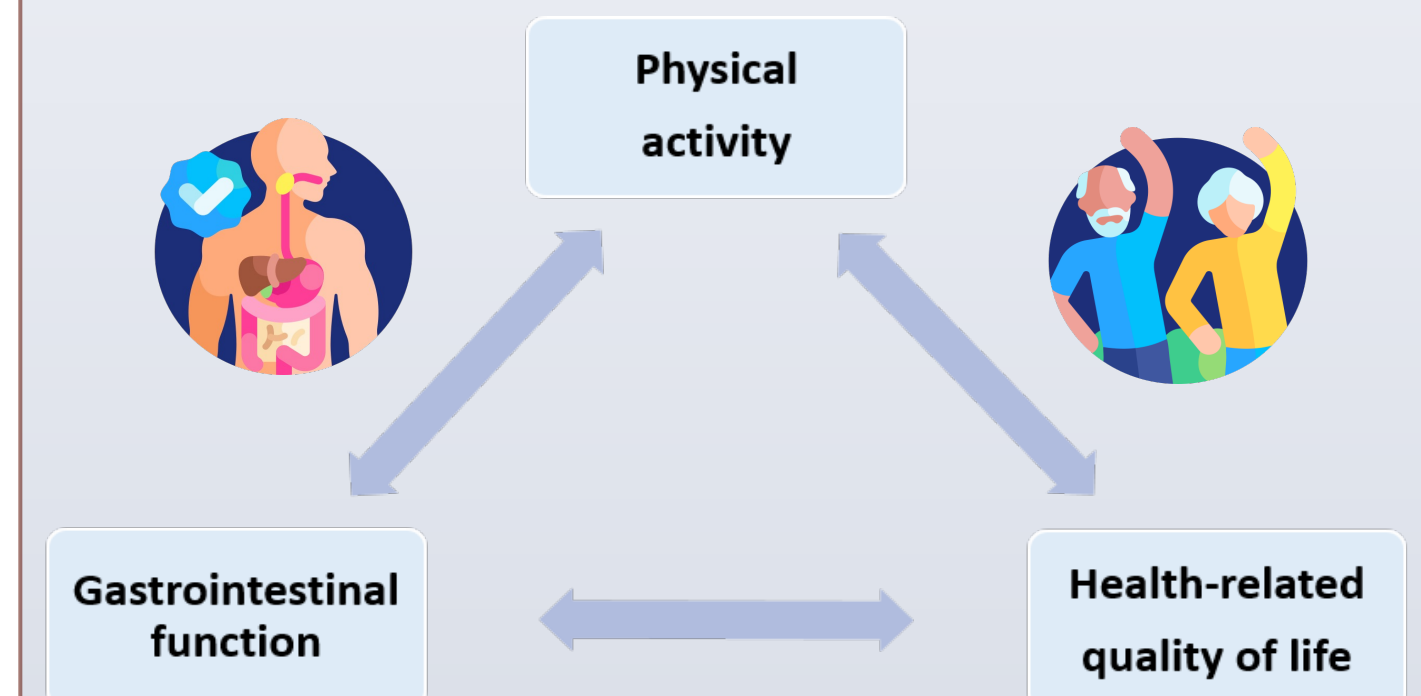 Physical
activity
Gastrointestinal
function
Health-related
quality of life